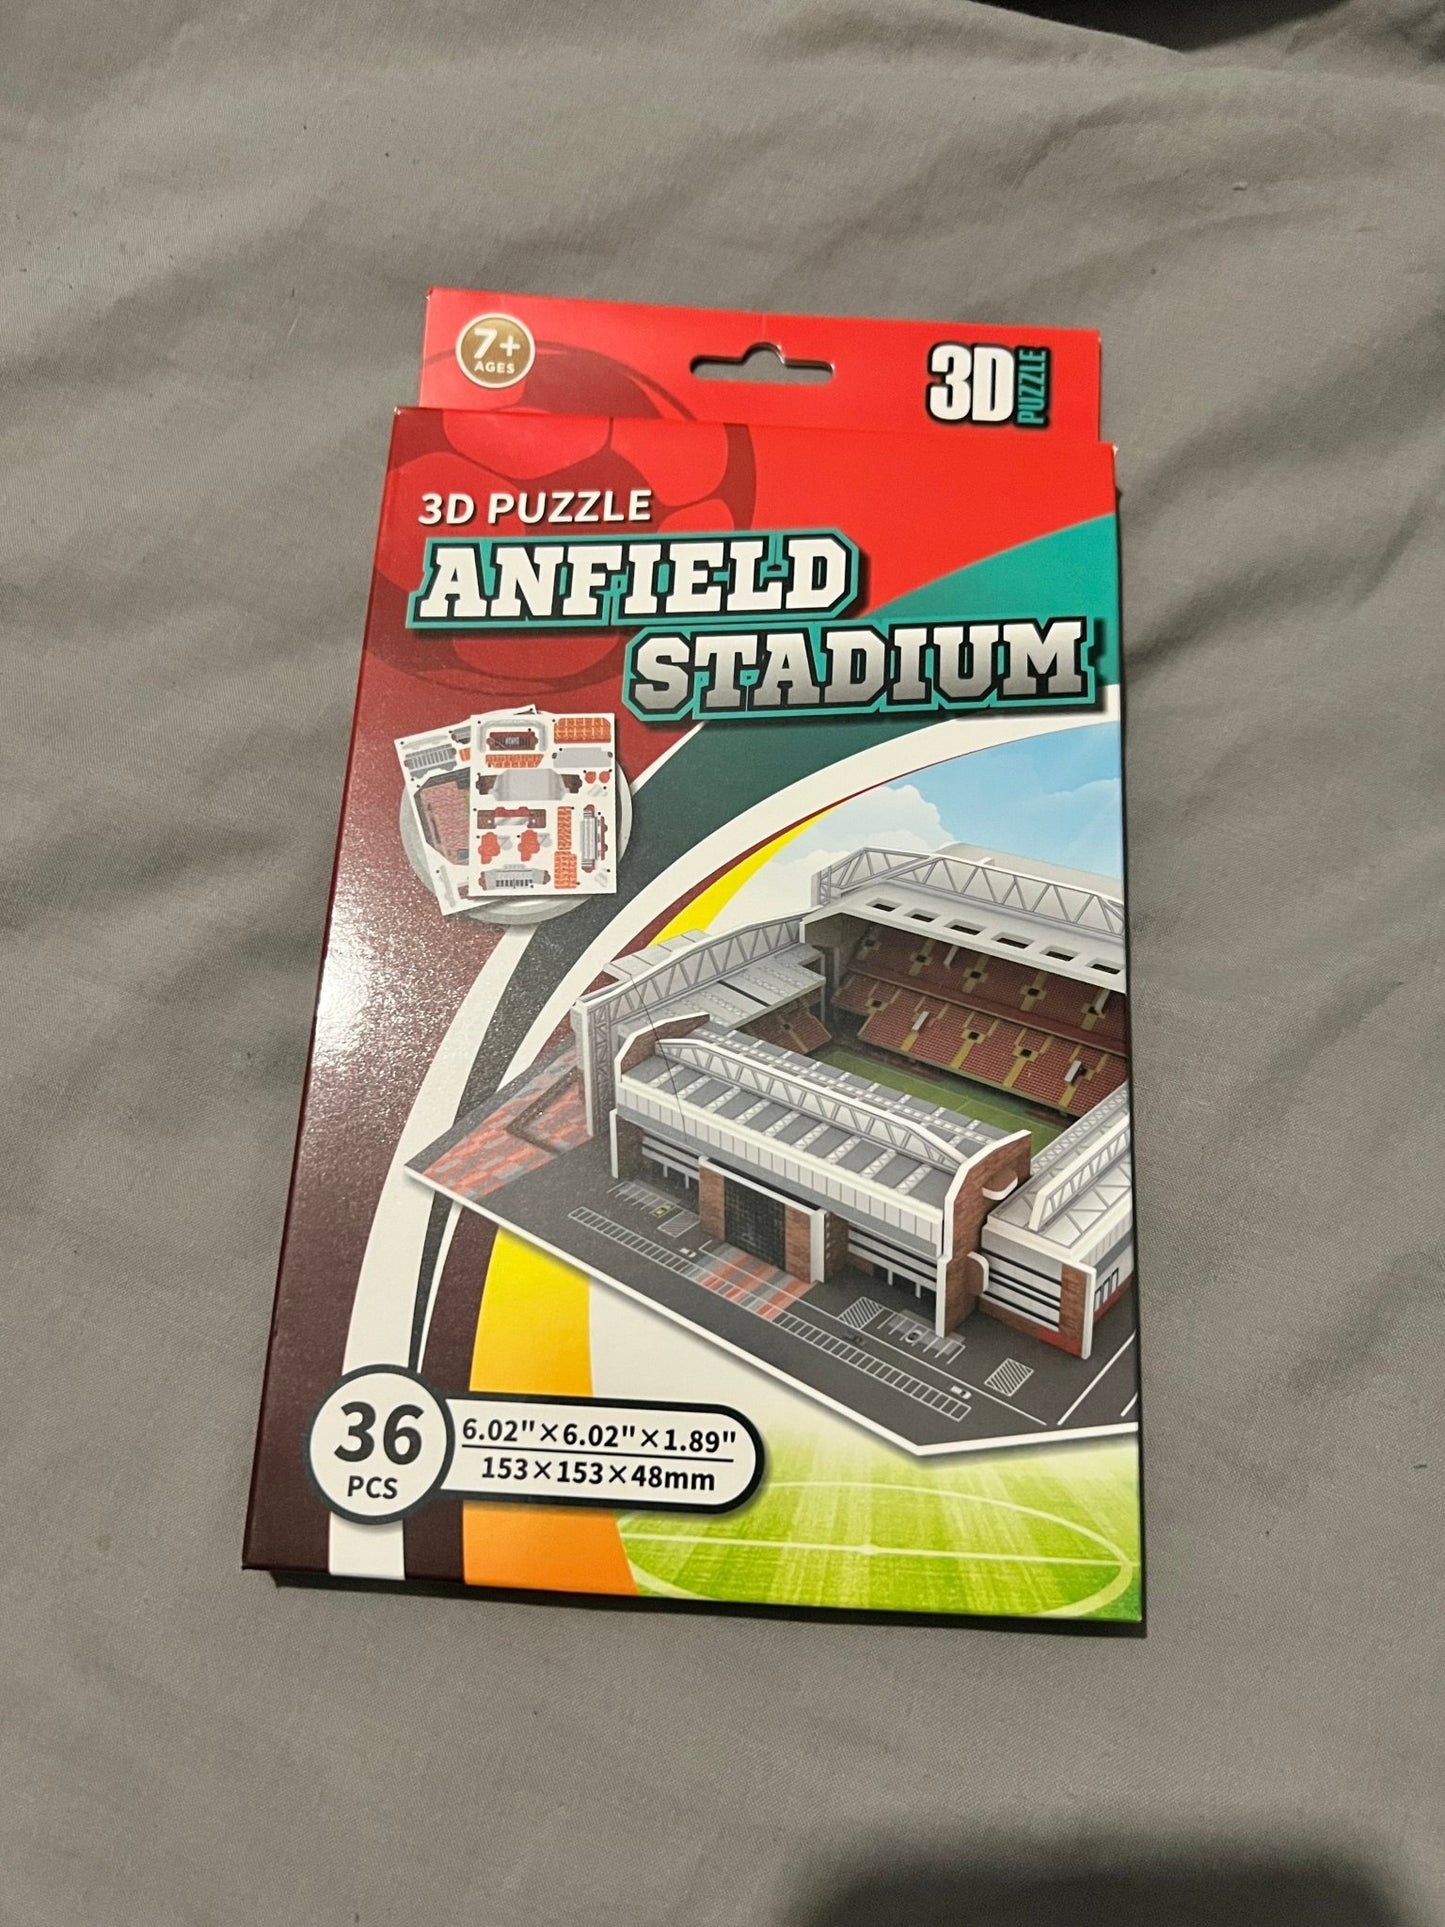 7+
AGES
3D PUZZLE
3D PUZZLE
ANFIELD
STADIUM
36
PCS
6.02"×6.02"×1.89"
153×153×48mm